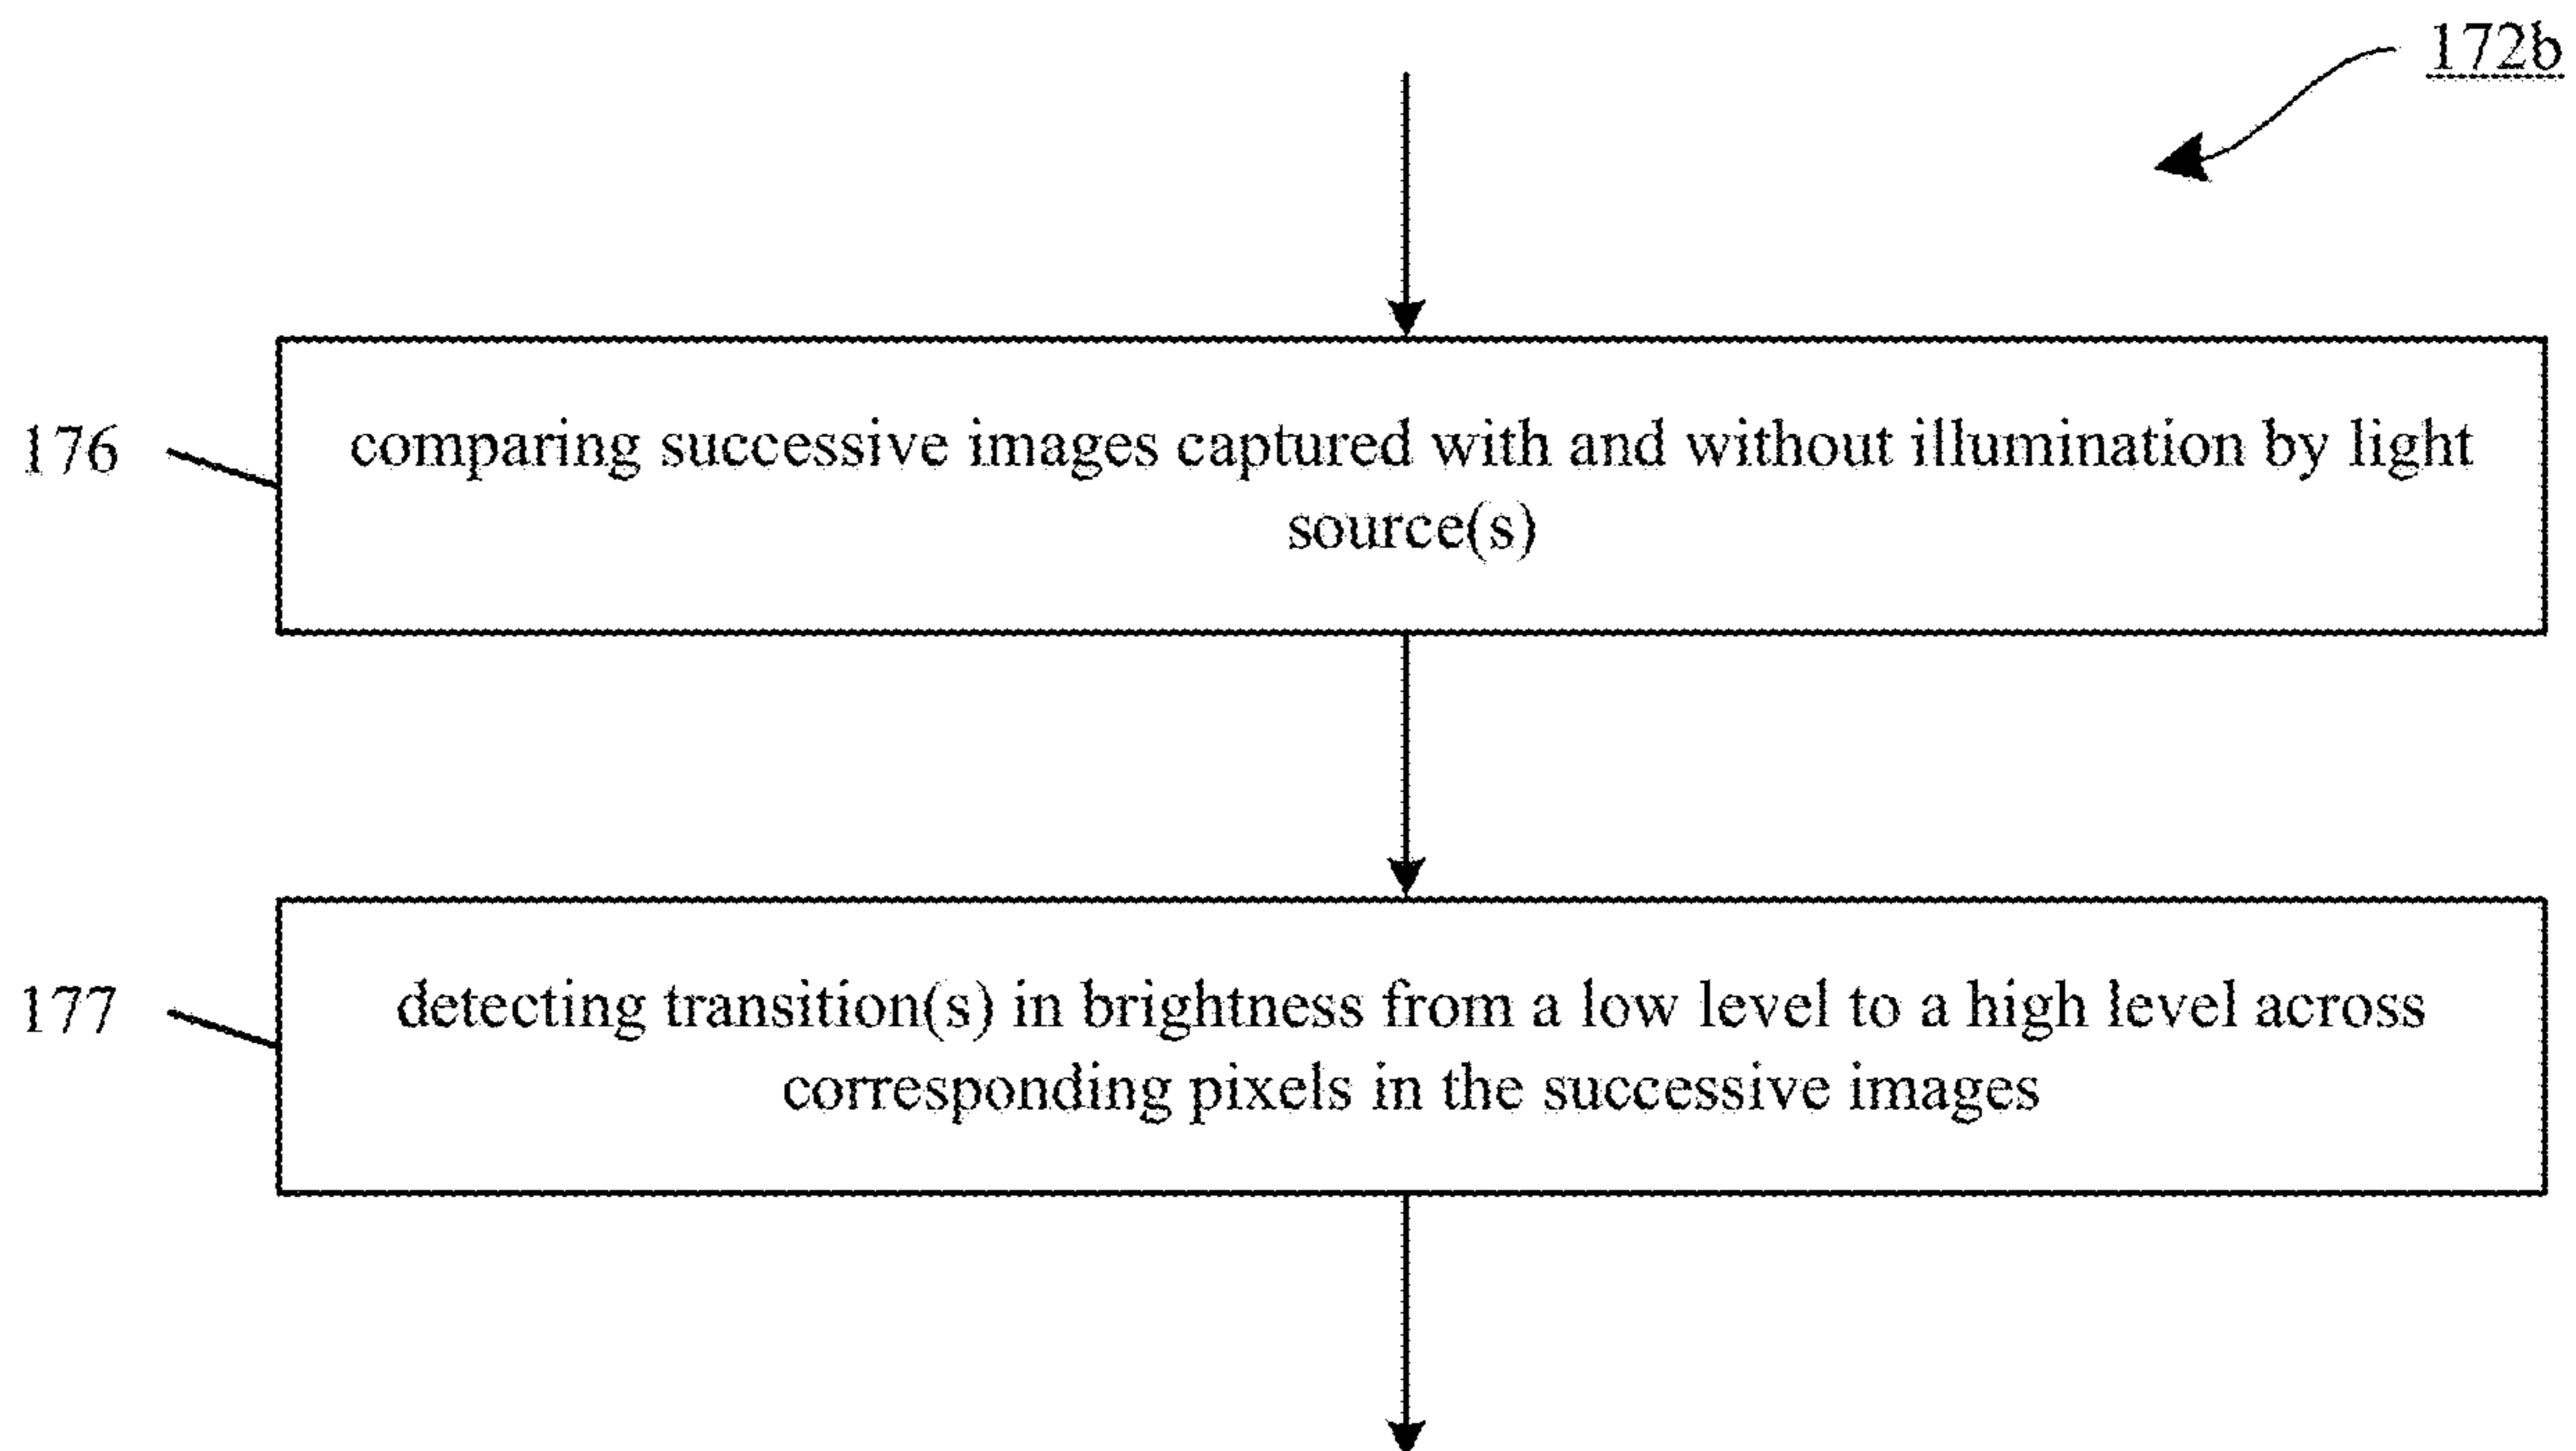 172b
176
comparing successive images captured with and without illumination by light
source(s)
177
detecting transition(s) in brightness from a low level to a high level across
corresponding pixels in the successive images